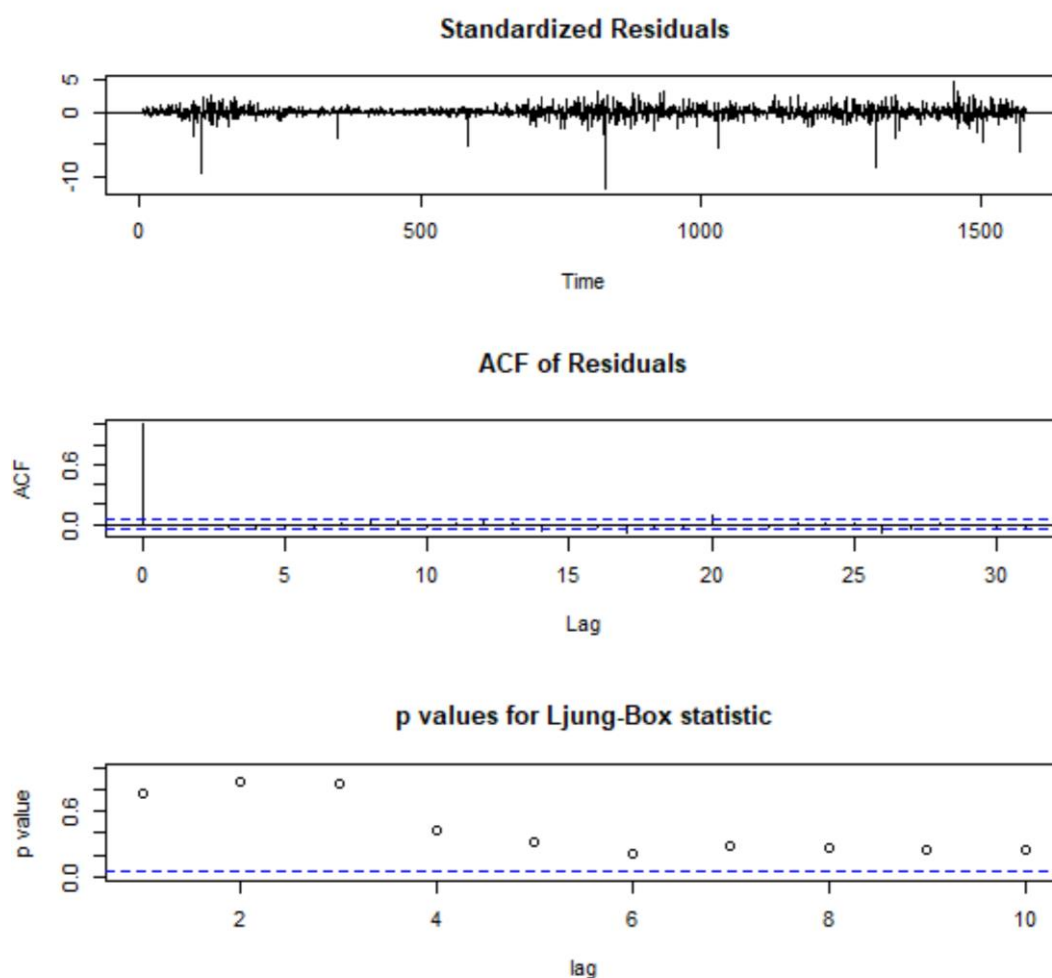 Standardized Residuals
5
0
-10
0
500
1000
1500
Time
ACF of Residuals
ACF
0.6
0.0
0
5
10
15
20
25
30
Lag
p values for Ljung-Box statistic
p value
0.6
0.0
2
4
6
8
10
lag